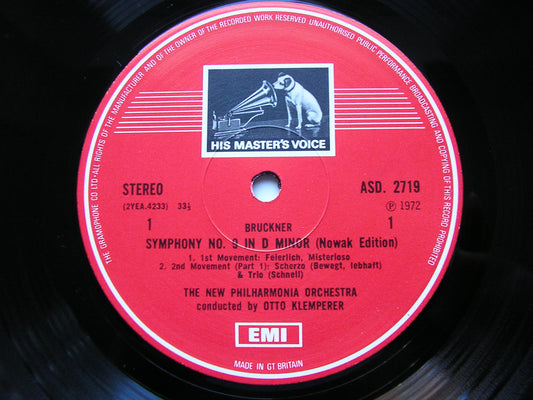 THE GRAMOPHONE CO LTD·ALL RIGHTS OF THE MANUFACTURER AND OF THE OWNER OF THE RECORDED WORK RESERVED UNAUTHORISED PUBLIC PERFORMANCE BROADCASTING AND COPYING OF THIS RECORD PROHIBITED
HIS MASTER'S VOICE
STEREO
ASD. 2719
(2YEA.4233) 33⅓
℗ 1972
1
1
BRUCKNER
SYMPHONY NO. 9 IN D MINOR (Nowak Edition)
1. 1st Movement: Feierlich, Misterioso
2. 2nd Movement (Part 1): Scherzo (Bewegt, lebhaft)
& Trio (Schnell)
THE NEW PHILHARMONIA ORCHESTRA
conducted by OTTO KLEMPERER
EMI
MADE IN GT BRITAIN